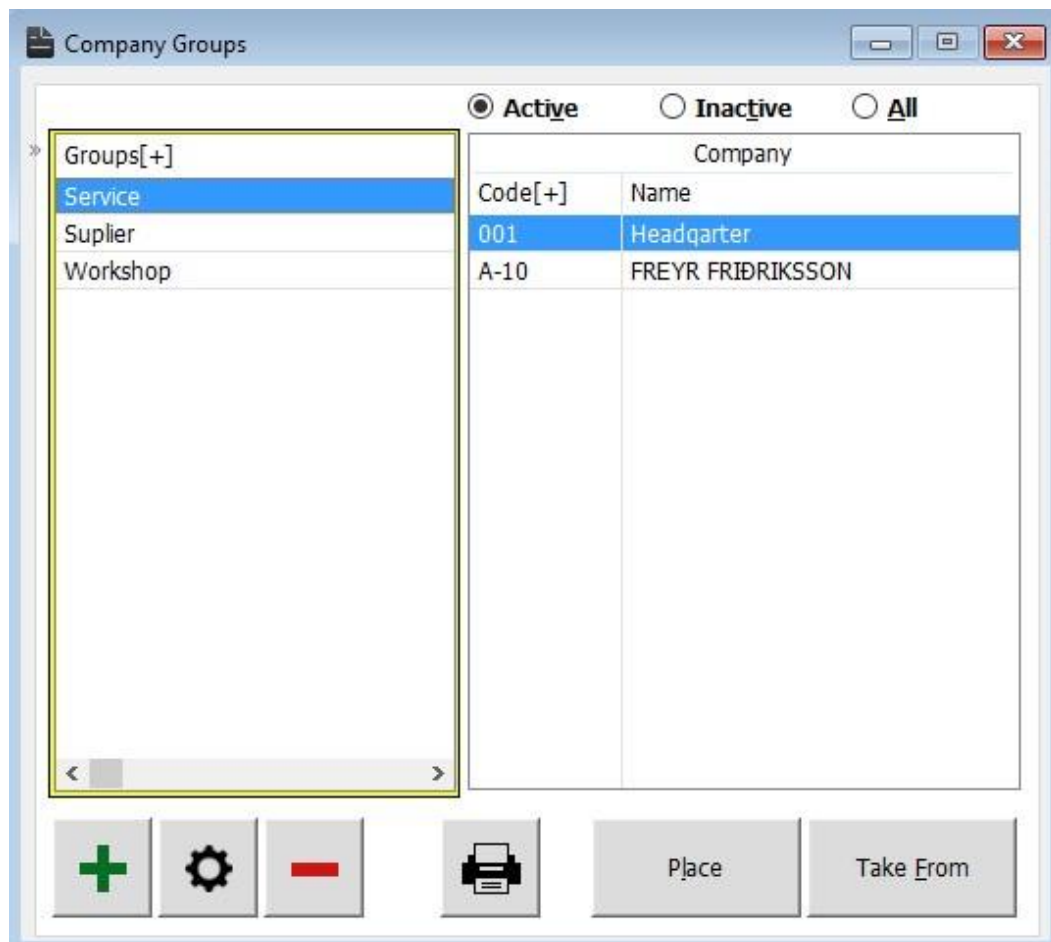 Company Groups
Active Inactive All
Groups[+]
Service
Suplier
Workshop
Company
Code[+] Name
001 Headqarter
A-10 FREYR FRIÐRIKSSON
Place Take From